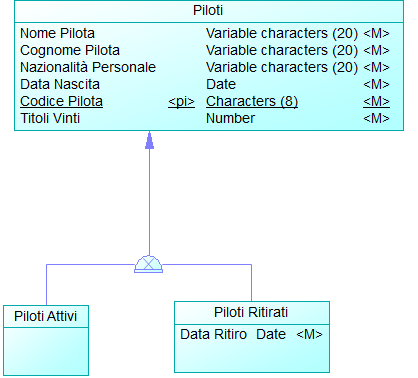 Piloti
Nome Pilota Variable characters (20) <M>
Cognome Pilota Variable characters (20) <M>
Nazionalità Personale Variable characters (20) <M>
Data Nascita Date <M>
Codice Pilota <pi> Characters (8) <M>
Titoli Vinti Number <M>
Piloti Attivi
Piloti Ritirati
Data Ritiro Date <M>